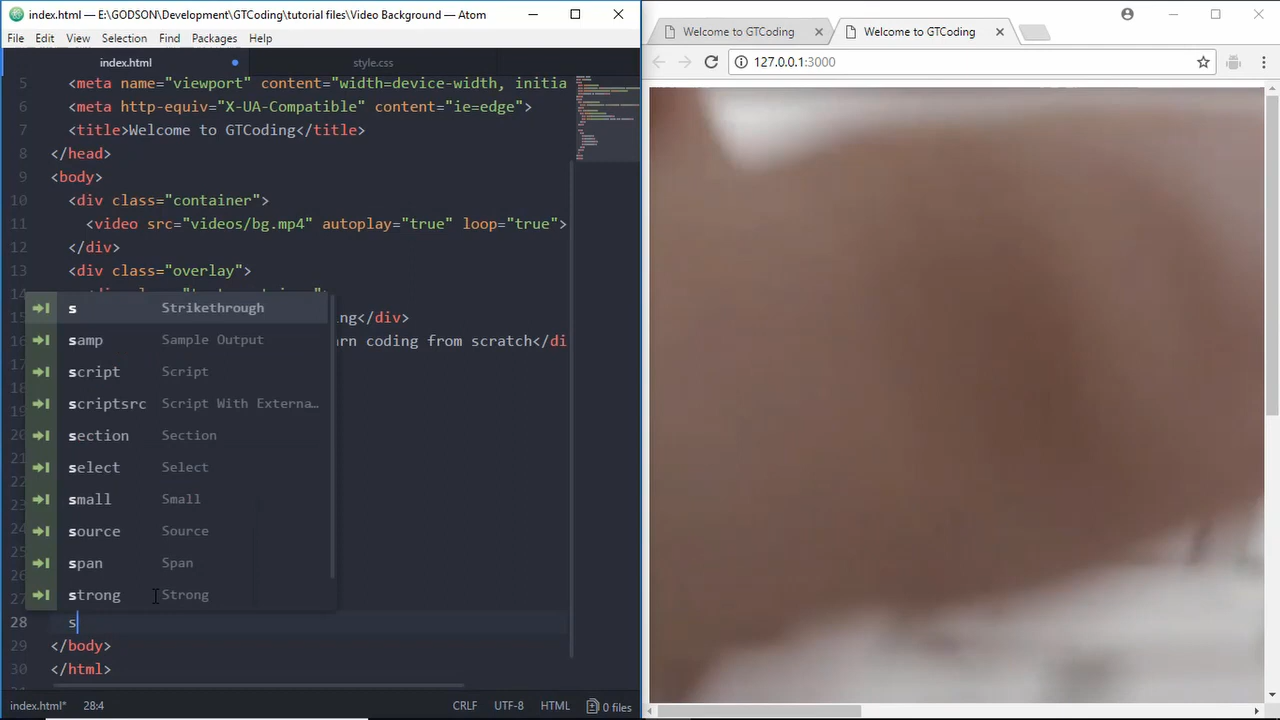 index.html — E:\GODSON\Development\GTCoding\tutorial files\Video Background — Atom
File Edit View Selection Find Packages Help
index.html style.css
5 <meta name="viewport" content="width=device-width, initia
6 <meta http-equiv="X-UA-Compatible" content="ie=edge">
7 <title>Welcome to GTCoding</title>
8 </head>
9 <body>
10 <div class="container">
11 <video src="videos/bg.mp4" autoplay="true" loop="true">
12 </div>
13 <div class="overlay">
14
ng</div>
rn coding from scratch</di
s Strikethrough
samp Sample Output
script Script
scriptsrc Script With Externa…
section Section
select Select
small Small
source Source
span Span
strong Strong
28 s
29 </body>
30 </html>
index.html* 28:4 CRLF UTF-8 HTML 0 files
Welcome to GTCoding Welcome to GTCoding
127.0.0.1:3000